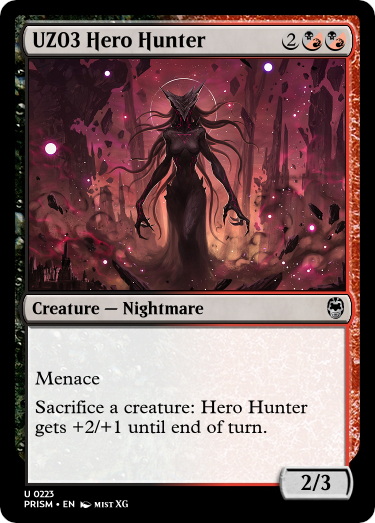 UZ03 Hero Hunter 2
Creature — Nightmare
Menace
Sacrifice a creature: Hero Hunter
gets +2/+1 until end of turn.
2/3
U 0223
PRISM • EN MIST XG